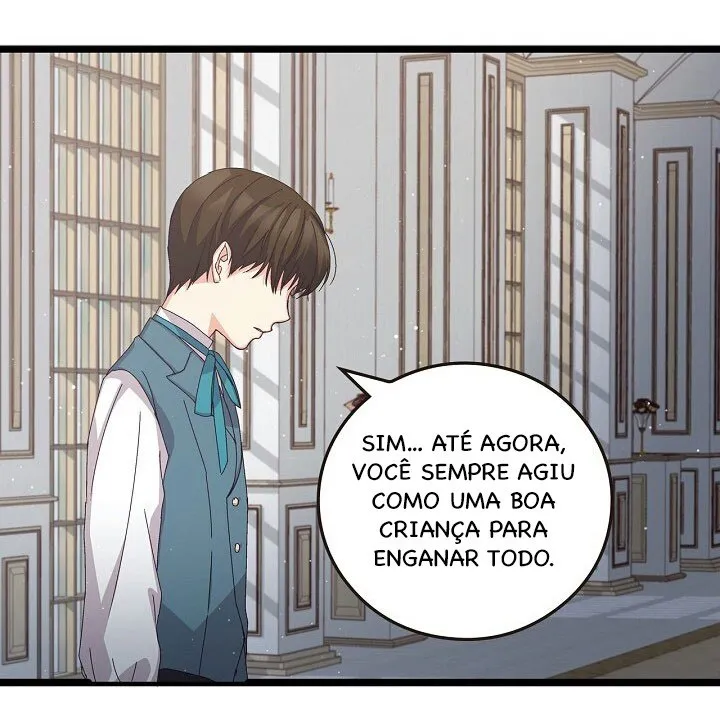 SIM... ATÉ AGORA,
VOCÊ SEMPRE AGIU
COMO UMA BOA
CRIANÇA PARA
ENGANAR TODO.